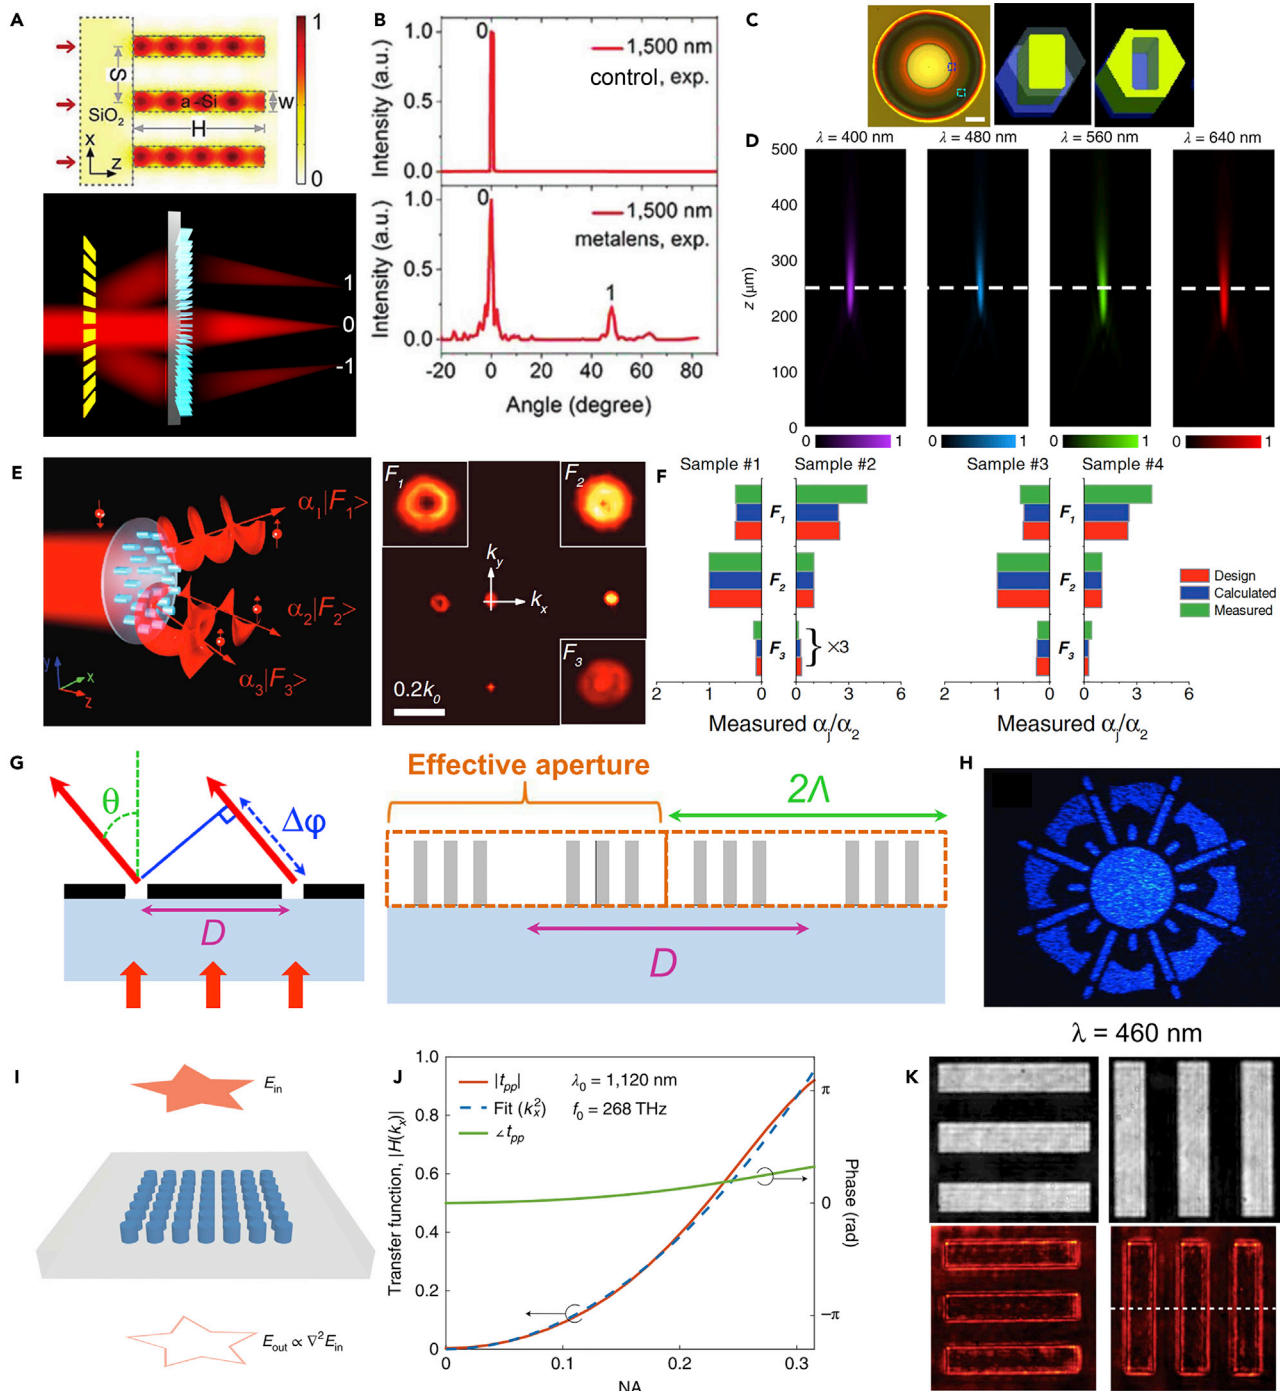 A
1
0
S
SiO2
a-Si
W
H
x
z
1
0
-1
B
Intensity (a.u.)
1.0
0.5
0.0
0
1,500 nm
control, exp.
Intensity (a.u.)
1.0
0.5
0.0
0
1,500 nm
metalens, exp.
1
-20 0 20 40 60 80
Angle (degree)
C
D
λ = 400 nm
λ = 480 nm
λ = 560 nm
λ = 640 nm
z (μm)
500
400
300
200
100
0
0 1
0 1
0 1
0 1
E
α1|F1>
α2|F2>
α3|F3>
y
x
z
F1
F2
ky
kx
F3
0.2k0
F
Sample #1
Sample #2
Sample #3
Sample #4
F1
F2
F3
×3
F1
F2
F3
2 1 0
0 3 6
2 1 0
0 3 6
Measured αj/α2
Measured αj/α2
Design
Calculated
Measured
G
θ
Δφ
D
Effective aperture
2Λ
D
H
λ = 460 nm
I
Ein
Eout ∝ ∇²Ein
J
Transfer function, |H(kx)|
1.0
0.8
0.6
0.4
0.2
0
|tpp|
Fit (kx²)
∠tpp
λ0 = 1,120 nm
f0 = 268 THz
π
0
−π
Phase (rad)
0 0.1 0.2 0.3
NA
K